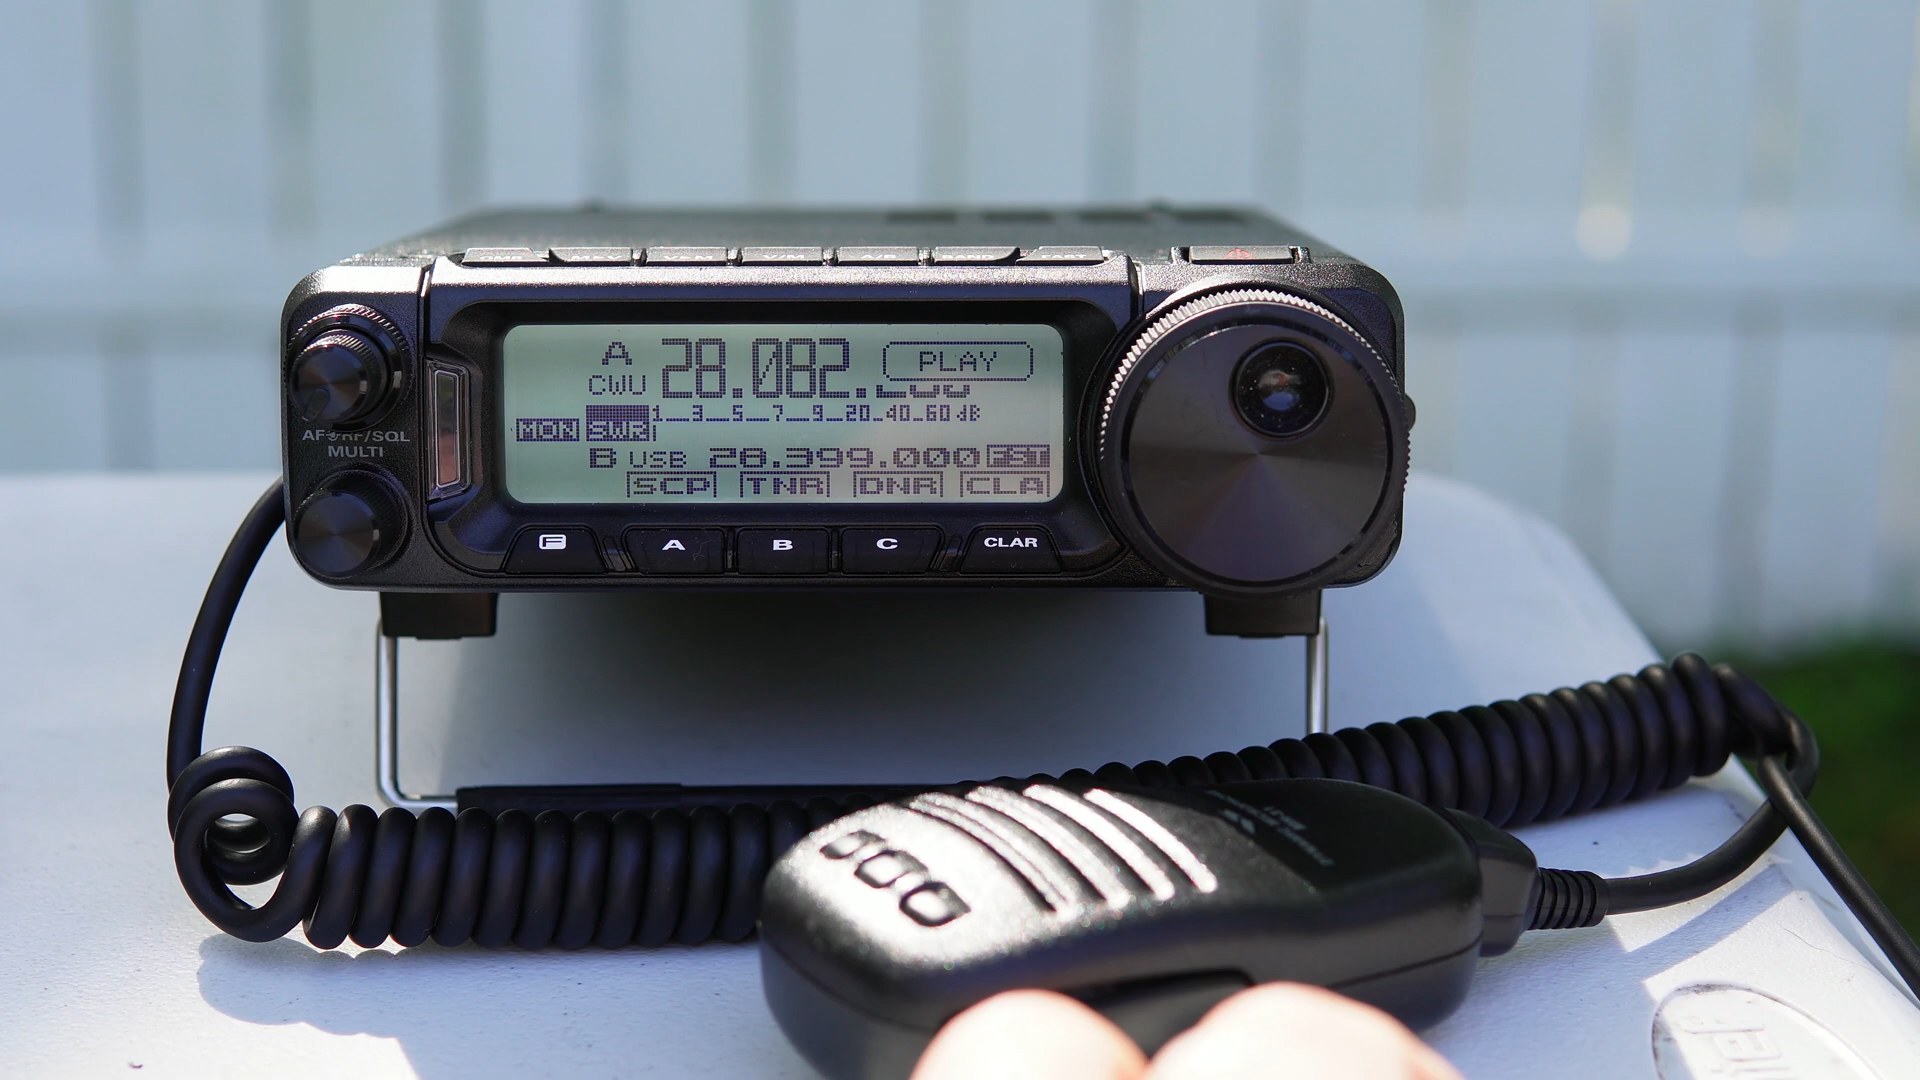 V/M A/B BAND
A 28.082. PLAY
CWU
1 3 5 7 9 20 40 60 dB
MON SWR
B USB 28.399.000 FST
SCP TNR DNR CLA
AF RF/SQL
MULTI
F A B C CLAR